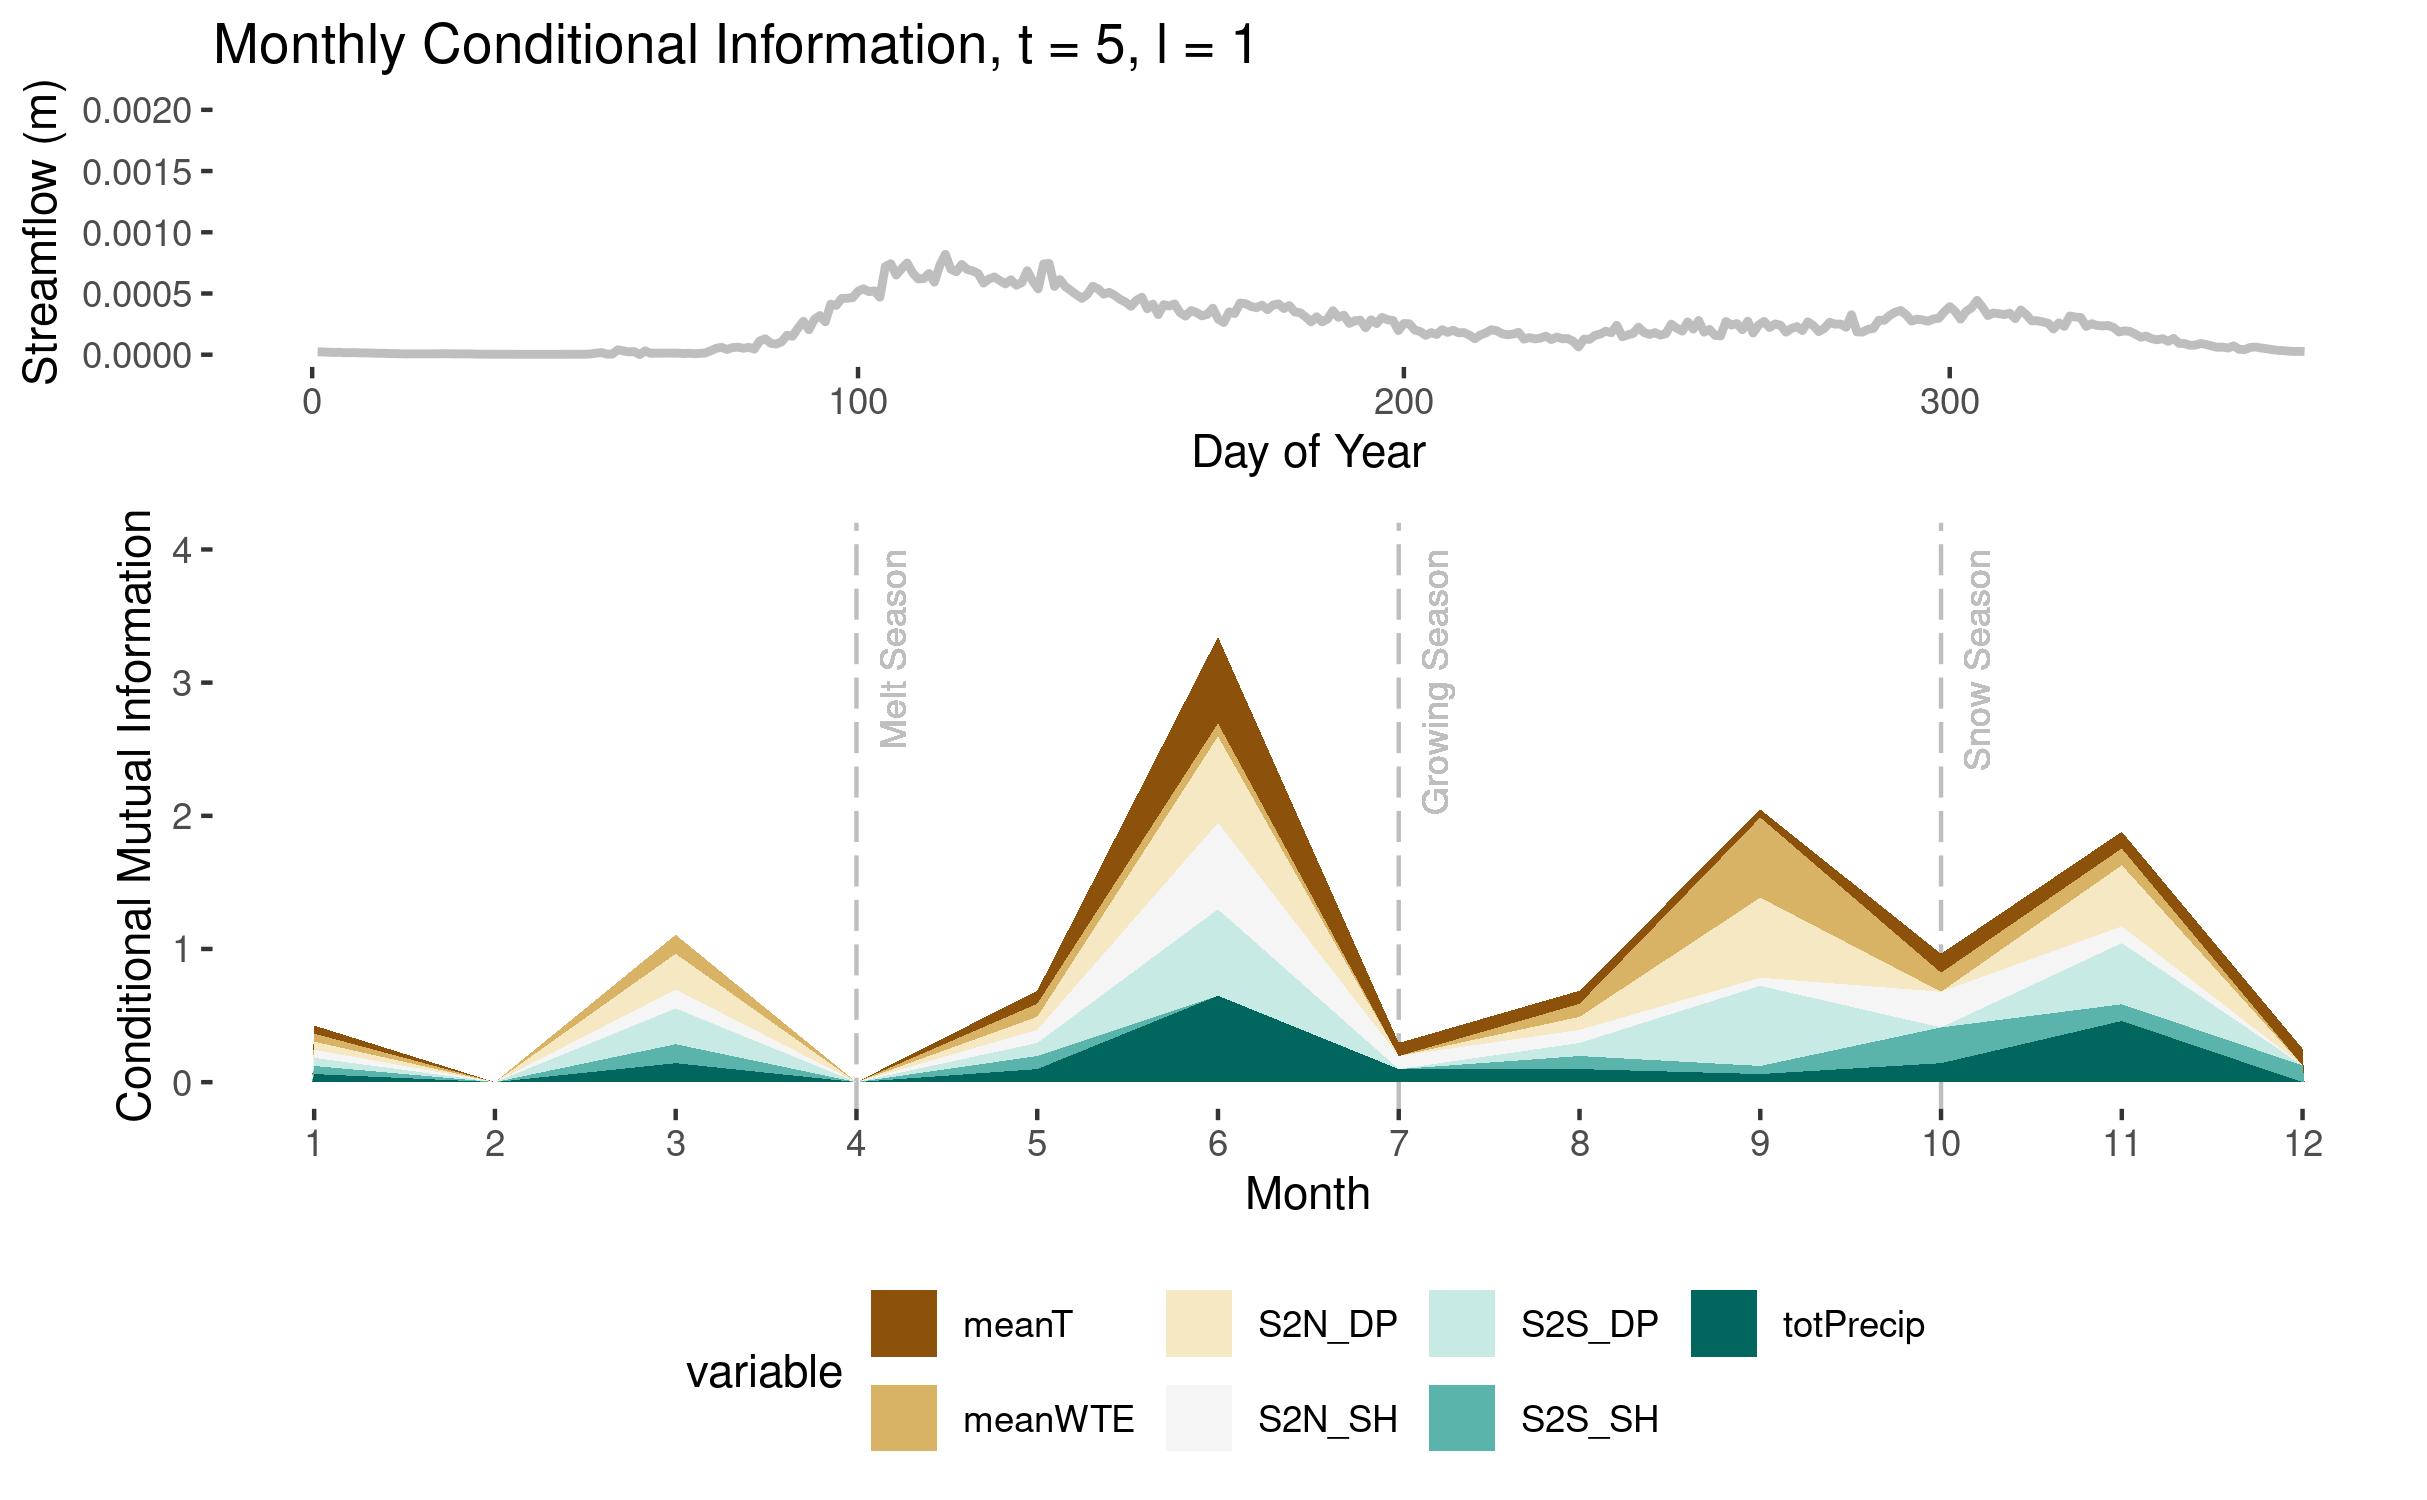 Monthly Conditional Information, t = 5, l = 1
Streamflow (m)
0.0020
0.0015
0.0010
0.0005
0.0000
0 100 200 300
Day of Year
Conditional Mutual Information
4
3
2
1
0
Melt Season
Growing Season
Snow Season
1 2 3 4 5 6 7 8 9 10 11 12
Month
variable
meanT S2N_DP S2S_DP totPrecip
meanWTE S2N_SH S2S_SH